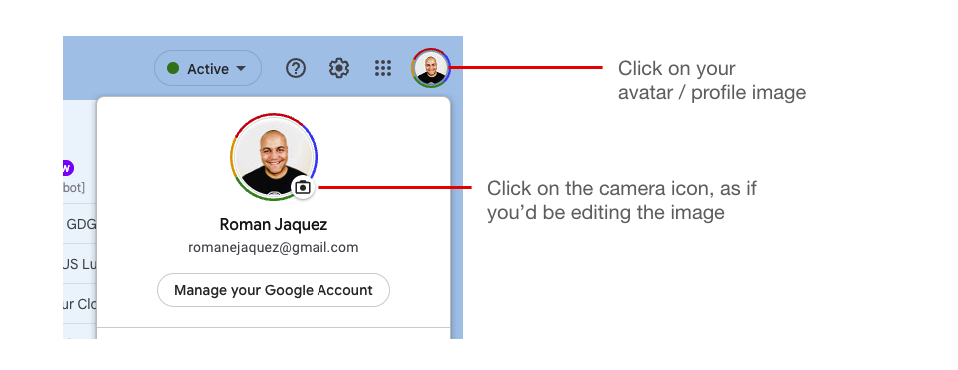 Active
Click on your
avatar / profile image
w
bot]
Click on the camera icon, as if
you'd be editing the image
GDG
Roman Jaquez
romanejaquez@gmail.com
US Lu
Manage your Google Account
ur Clo